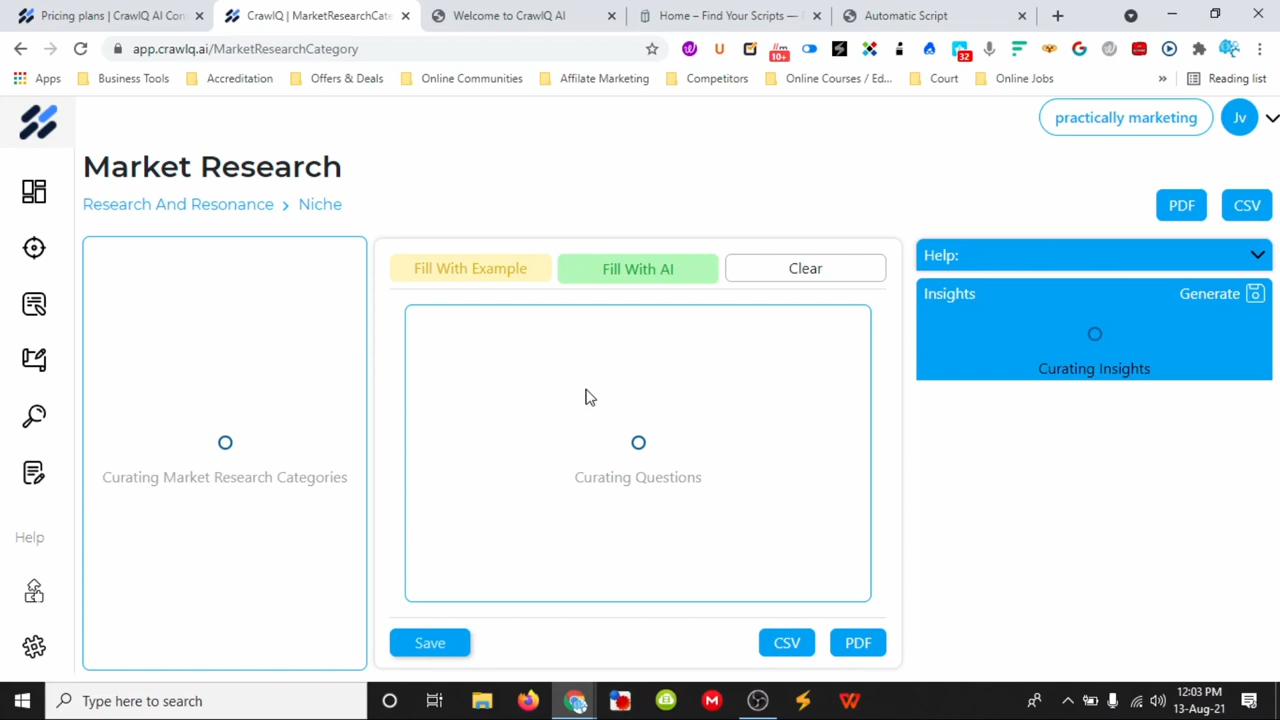 Pricing plans | CrawlQ AI Con
CrawlQ | MarketResearchCate
Welcome to CrawlQ AI
Home – Find Your Scripts —
Automatic Script
app.crawlq.ai/MarketResearchCategory
10+
32
Apps
Business Tools
Accreditation
Offers & Deals
Online Communities
Affilate Marketing
Competitors
Online Courses / Ed...
Court
Online Jobs
»
Reading list
practically marketing
Jv
Market Research
Research And Resonance > Niche
PDF
CSV
Fill With Example
Fill With AI
Clear
Help:
Insights
Generate
Curating Insights
Curating Market Research Categories
Curating Questions
Help
Save
CSV
PDF
Type here to search
12:03 PM
13-Aug-21